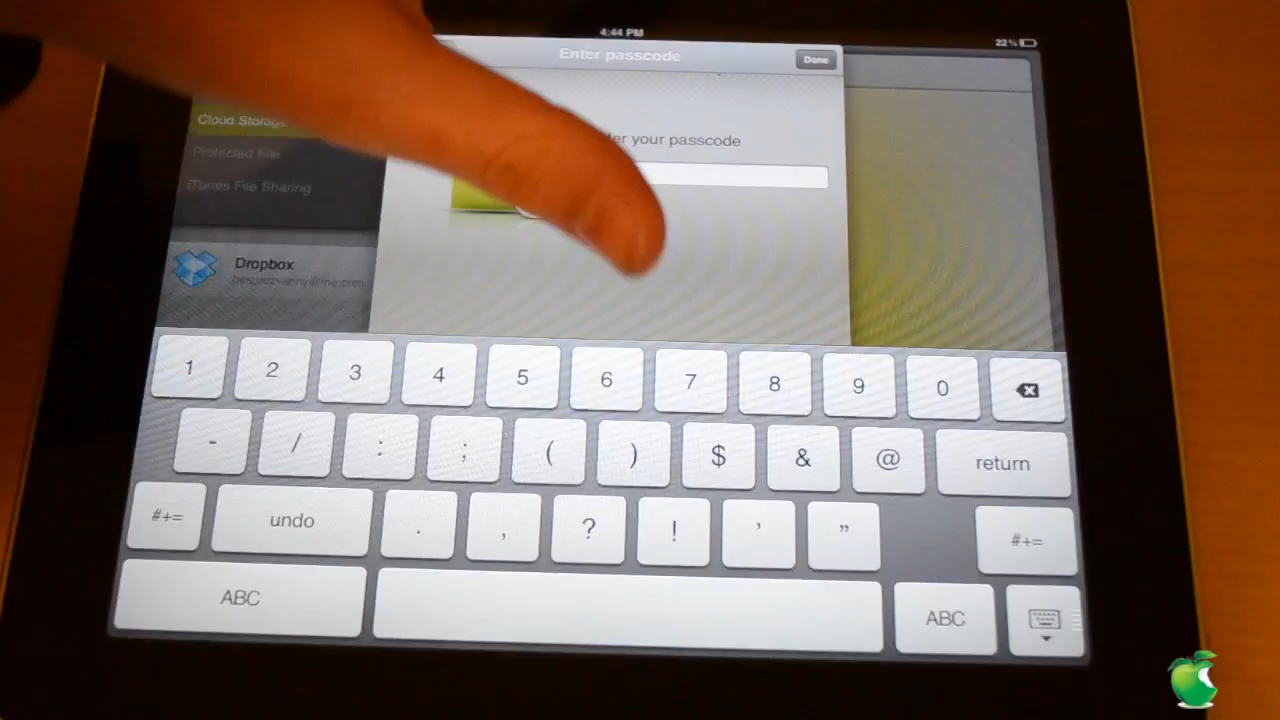 4:44 PM
22%
Enter passcode
Done
Cloud Storage
Protected File
iTunes File Sharing
your passcode
Dropbox
1 2 3 4 5 6 7 8 9 0
- / : ; ( ) $ & @ return
#+= undo . , ? ! ' " #+=
ABC ABC